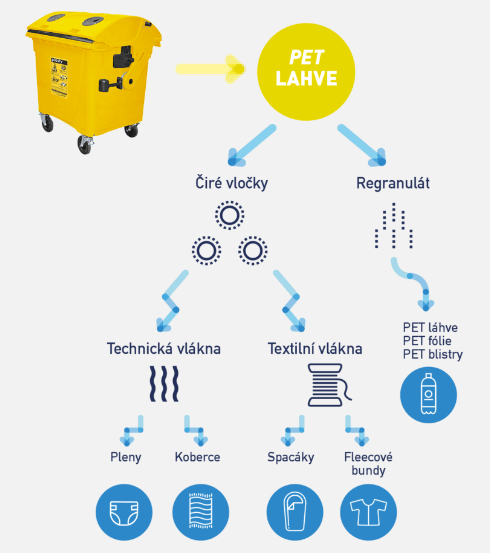 PET
LAHVE
Čiré vločky
Regranulát
PET láhve
PET fólie
PET blistry
Technická vlákna
Textilní vlákna
Pleny
Koberce
Spacáky
Fleecové
bundy